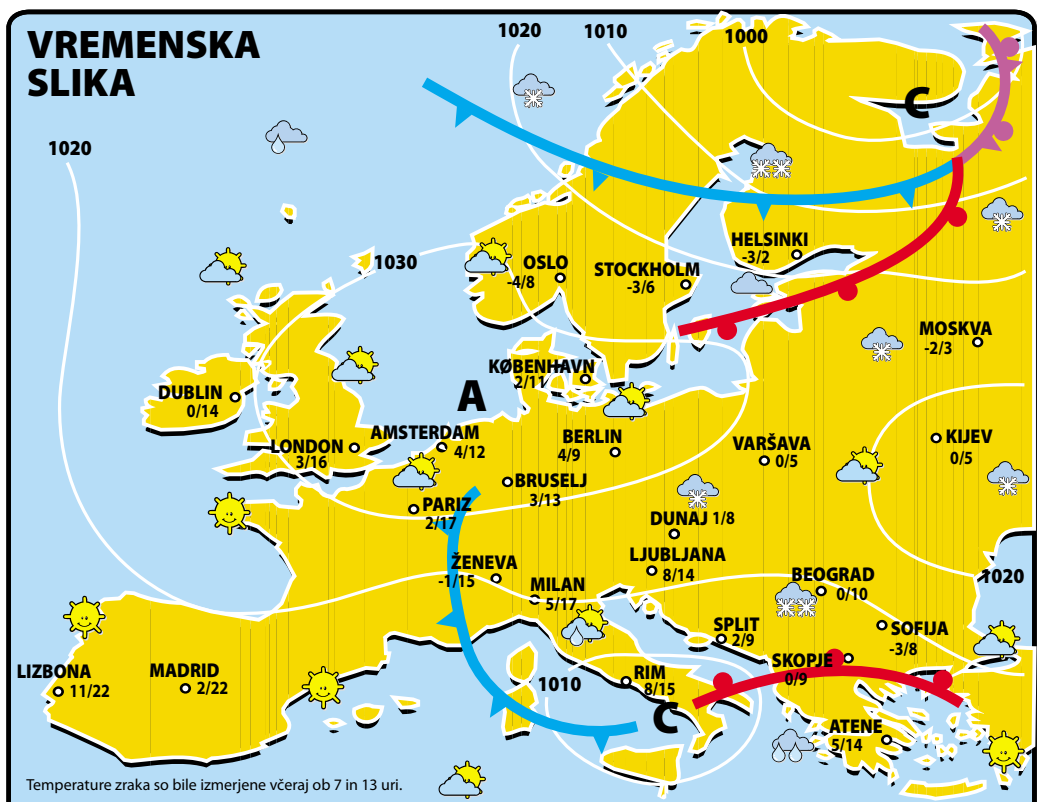 VREMENSKA
SLIKA
1020
1010
1000
C
1020
1030
OSLO
-4/8
STOCKHOLM
-3/6
HELSINKI
-3/2
MOSKVA
-2/3
KØBENHAVN
2/11
A
DUBLIN
0/14
LONDON
3/16
AMSTERDAM
4/12
BERLIN
4/9
VARŠAVA
0/5
KIJEV
0/5
BRUSELJ
3/13
PARIZ
2/17
DUNAJ 1/8
LJUBLJANA
8/14
ŽENEVA
-1/15
MILAN
5/17
BEOGRAD
0/10
1020
SPLIT
2/9
SOFIJA
-3/8
SKOPJE
0/9
LIZBONA
11/22
MADRID
2/22
RIM
8/15
1010
C
ATENE
5/14
Temperature zraka so bile izmerjene včeraj ob 7 in 13 uri.